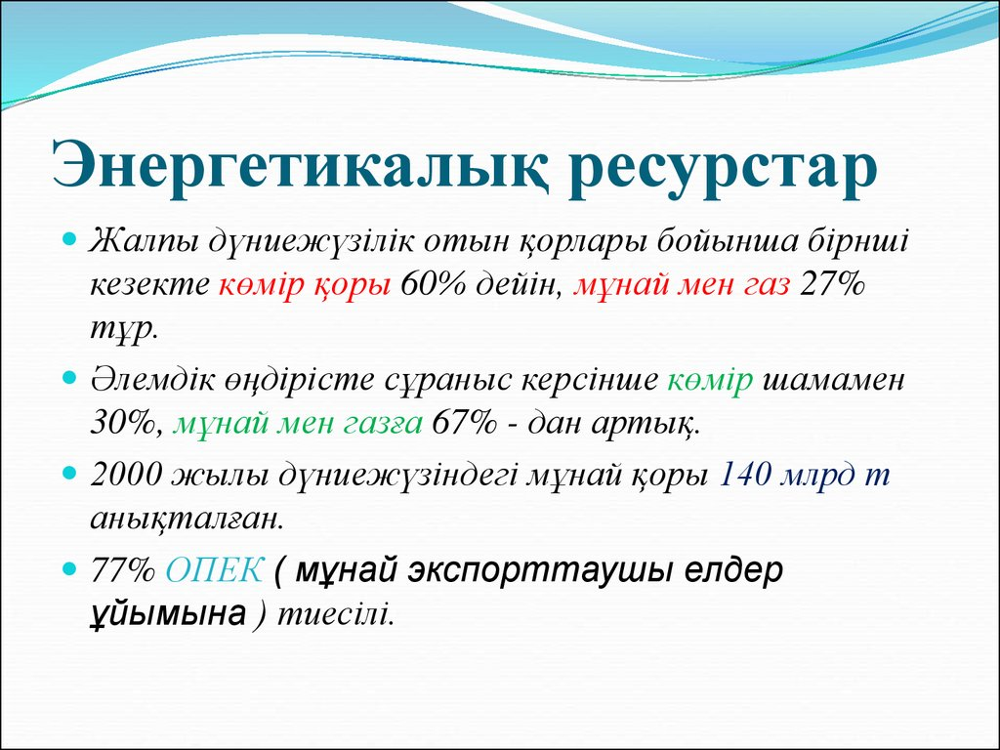 Энергетикалық ресурстар
• Жалпы дүниежүзілік отын қорлары бойынша бірнші
кезекте көмір қоры 60% дейін, мұнай мен газ 27%
тұр.
• Әлемдік өңдірісте сұраныс керсінше көмір шамамен
30%, мұнай мен газға 67% - дан артық.
• 2000 жылы дүниежүзіндегі мұнай қоры 140 млрд т
анықталған.
• 77% ОПЕК ( мұнай экспорттаушы елдер
ұйымына ) тиесілі.